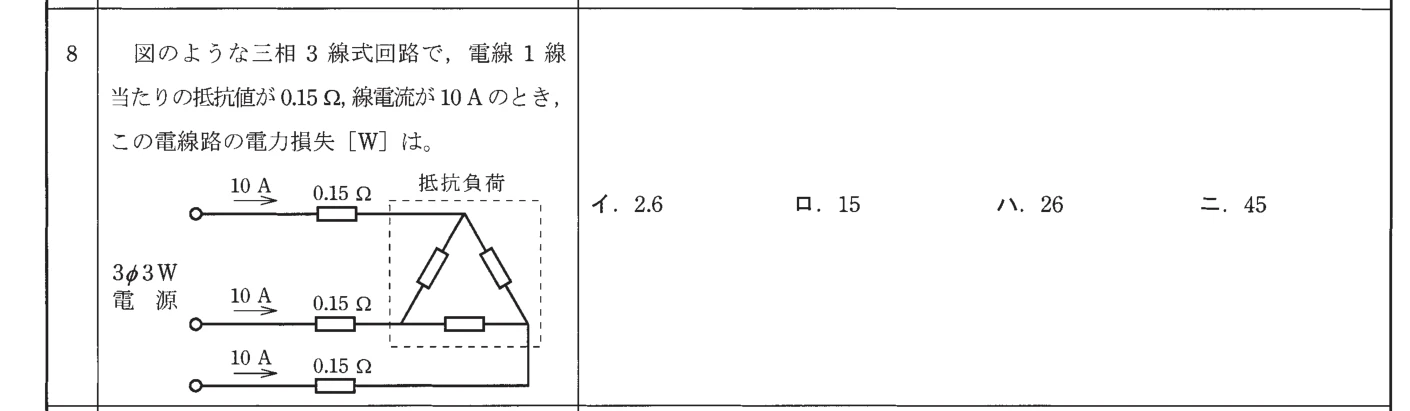 8
図のような三相 3 線式回路で，電線 1 線
当たりの抵抗値が 0.15 Ω, 線電流が 10 A のとき，
この電線路の電力損失［W］は。
イ．2.6
ロ．15
ハ．26
ニ．45
10 A
0.15 Ω
抵抗負荷
3ϕ3W
電 源
10 A
0.15 Ω
10 A
0.15 Ω